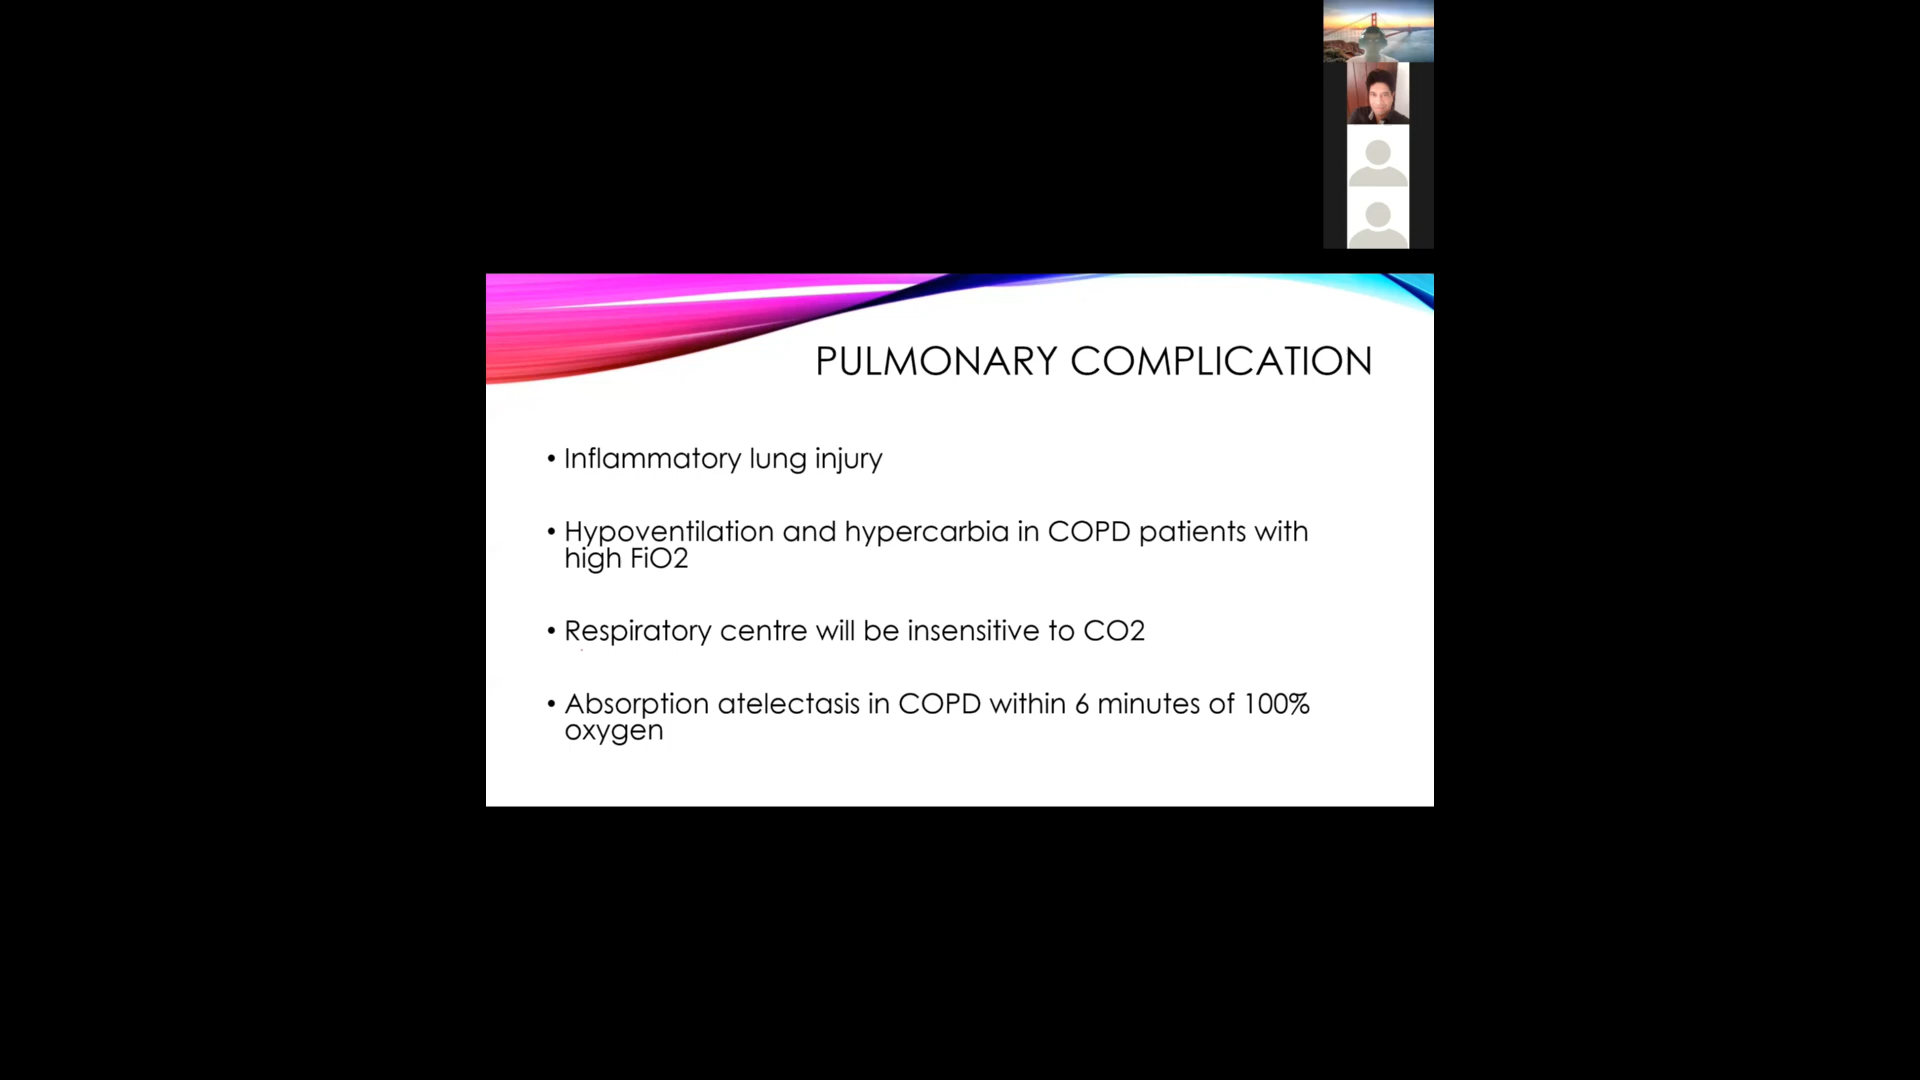 PULMONARY COMPLICATION
• Inflammatory lung injury
• Hypoventilation and hypercarbia in COPD patients with
high FiO2
• Respiratory centre will be insensitive to CO2
• Absorption atelectasis in COPD within 6 minutes of 100%
oxygen